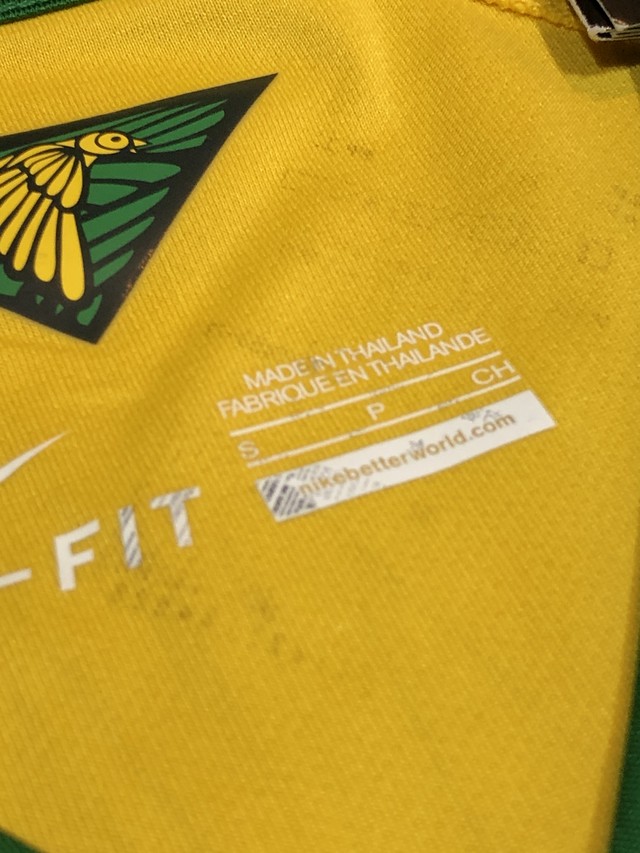 MADE IN THAILAND
FABRIQUE EN THAILANDE
S P CH
nikebetterworld.com
-FIT